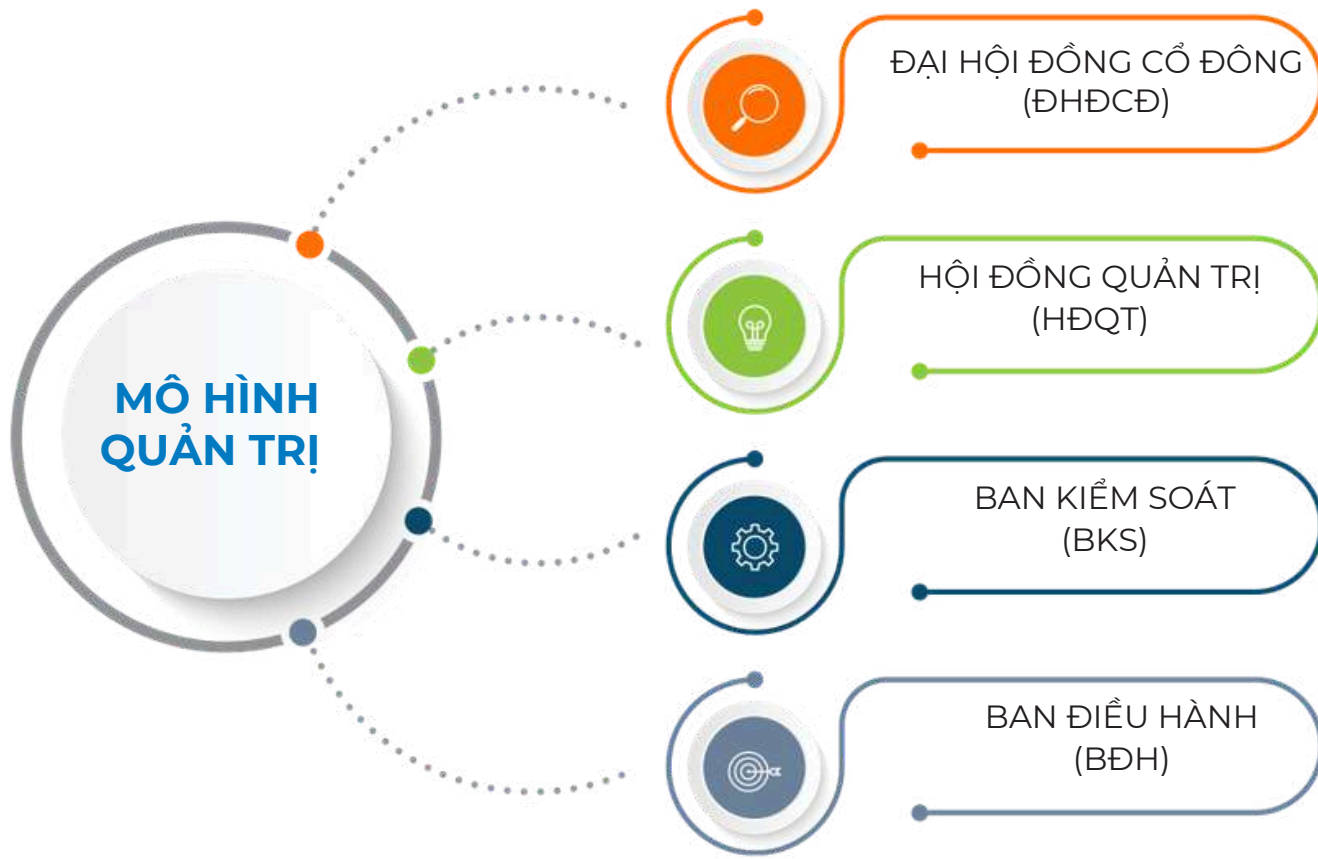 MÔ HÌNH
QUẢN TRỊ
ĐẠI HỘI ĐỒNG CỔ ĐÔNG
(ĐHĐCĐ)
HỘI ĐỒNG QUẢN TRỊ
(HĐQT)
BAN KIỂM SOÁT
(BKS)
BAN ĐIỀU HÀNH
(BĐH)